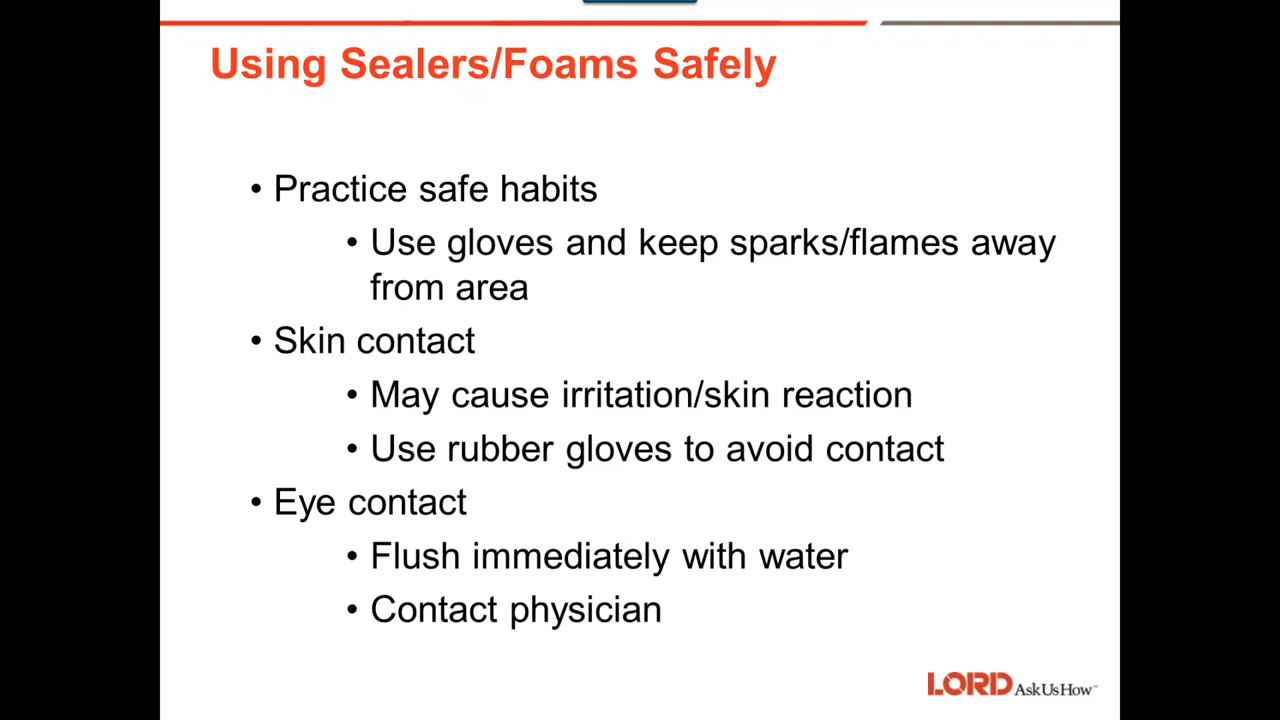 Using Sealers/Foams Safely
• Practice safe habits
• Use gloves and keep sparks/flames away
from area
• Skin contact
• May cause irritation/skin reaction
• Use rubber gloves to avoid contact
• Eye contact
• Flush immediately with water
• Contact physician
LORD AskUsHow™